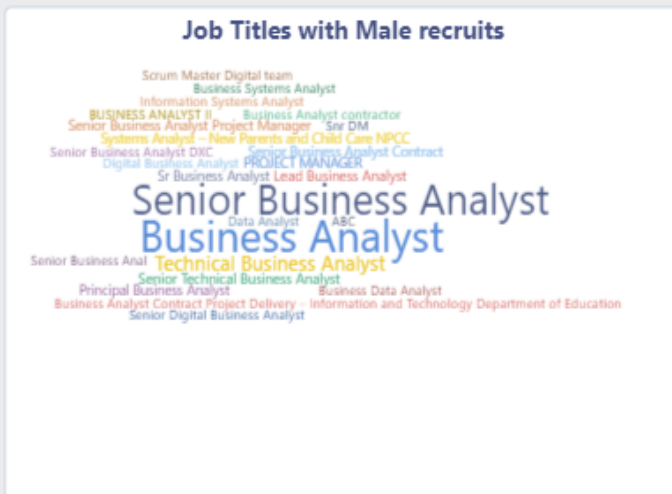 Job Titles with Male recruits
Scrum Master Digital team
Business Systems Analyst
Information Systems Analyst
BUSINESS ANALYST II
Business Analyst contractor
Senior Business Analyst Project Manager
Snr DM
Systems Analyst – New Parents and Child Care NPCC
Senior Business Analyst DXC
Senior Business Analyst Contract
Digital Business Analyst
PROJECT MANAGER
Sr Business Analyst
Lead Business Analyst
Senior Business Analyst
Data Analyst
ABC
Business Analyst
Senior Business Anal
Technical Business Analyst
Senior Technical Business Analyst
Principal Business Analyst
Business Data Analyst
Business Analyst Contract Project Delivery – Information and Technology Department of Education
Senior Digital Business Analyst